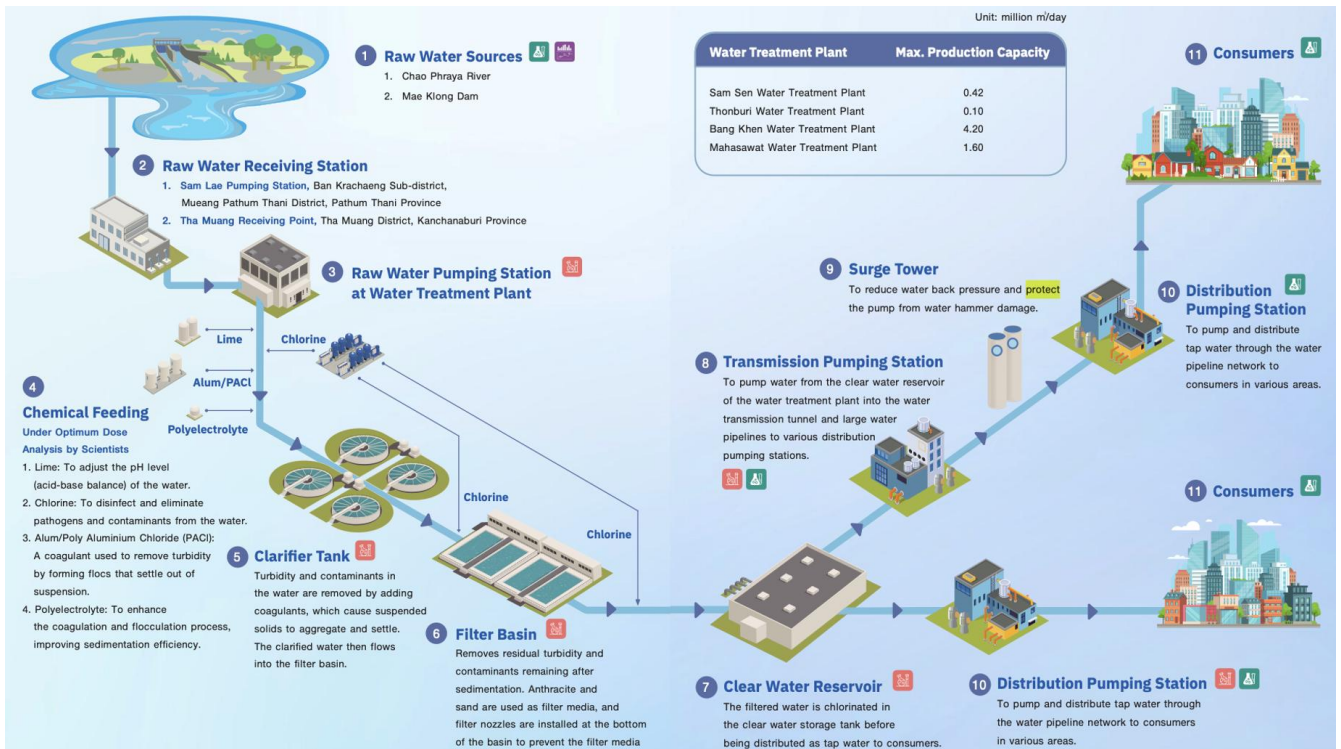 1 Raw Water Sources
1. Chao Phraya River
2. Mae Klong Dam
2 Raw Water Receiving Station
1. Sam Lae Pumping Station, Ban Krachaeng Sub-district,
Mueang Pathum Thani District, Pathum Thani Province
2. Tha Muang Receiving Point, Tha Muang District, Kanchanaburi Province
3 Raw Water Pumping Station
at Water Treatment Plant
Lime
Chlorine
Alum/PACl
Polyelectrolyte
4
Chemical Feeding
Under Optimum Dose
Analysis by Scientists
1. Lime: To adjust the pH level
(acid-base balance) of the water.
2. Chlorine: To disinfect and eliminate
pathogens and contaminants from the water.
3. Alum/Poly Aluminium Chloride (PACl):
A coagulant used to remove turbidity
by forming flocs that settle out of
suspension.
4. Polyelectrolyte: To enhance
the coagulation and flocculation process,
improving sedimentation efficiency.
Chlorine
Chlorine
5 Clarifier Tank
Turbidity and contaminants in
the water are removed by adding
coagulants, which cause suspended
solids to aggregate and settle.
The clarified water then flows
into the filter basin.
6 Filter Basin
Removes residual turbidity and
contaminants remaining after
sedimentation. Anthracite and
sand are used as filter media, and
filter nozzles are installed at the bottom
of the basin to prevent the filter media
Unit: million m³/day
Water Treatment Plant Max. Production Capacity
Sam Sen Water Treatment Plant 0.42
Thonburi Water Treatment Plant 0.10
Bang Khen Water Treatment Plant 4.20
Mahasawat Water Treatment Plant 1.60
11 Consumers
9 Surge Tower
To reduce water back pressure and protect
the pump from water hammer damage.
10 Distribution
Pumping Station
To pump and distribute
tap water through the water
pipeline network to
consumers in various areas.
8 Transmission Pumping Station
To pump water from the clear water reservoir
of the water treatment plant into the water
transmission tunnel and large water
pipelines to various distribution
pumping stations.
11 Consumers
7 Clear Water Reservoir
The filtered water is chlorinated in
the clear water storage tank before
being distributed as tap water to consumers.
10 Distribution Pumping Station
To pump and distribute tap water through
the water pipeline network to consumers
in various areas.